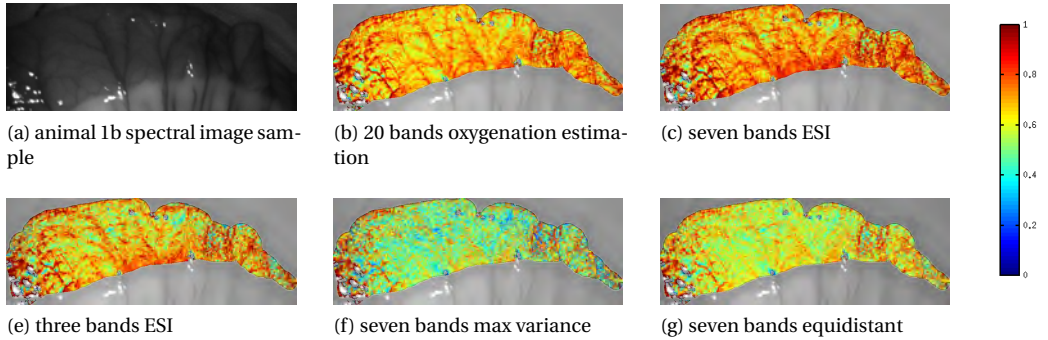 (a) animal 1b spectral image sam-
ple
(b) 20 bands oxygenation estima-
tion
(c) seven bands ESI
1
0.8
0.6
0.4
0.2
0
(e) three bands ESI
(f) seven bands max variance
(g) seven bands equidistant